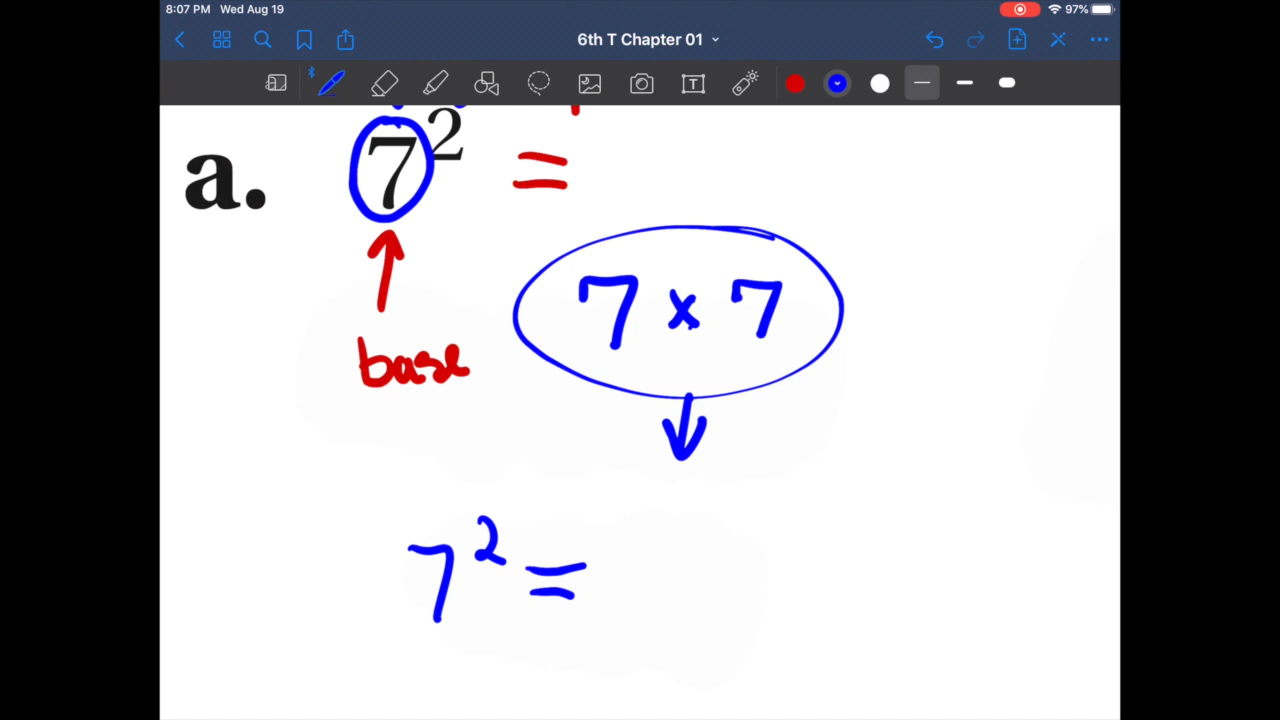 8:07 PM Wed Aug 19 97%
6th T Chapter 01
T
a. 7² =
7 x 7
base
7² =